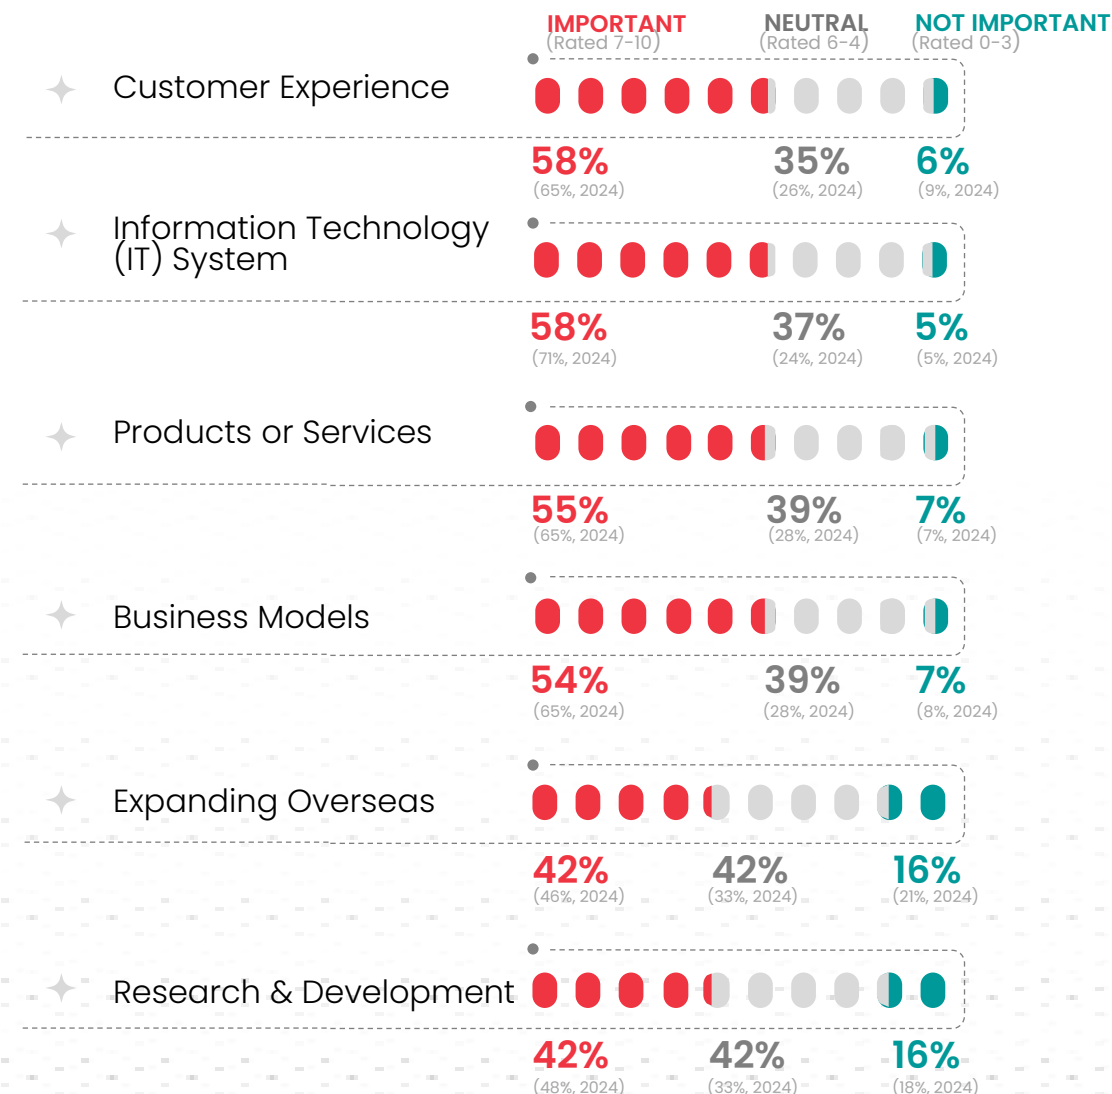 IMPORTANT NEUTRAL NOT IMPORTANT
(Rated 7-10) (Rated 6-4) (Rated 0-3)
Customer Experience
58% 35% 6%
(65%, 2024) (26%, 2024) (9%, 2024)
Information Technology
(IT) System
58% 37% 5%
(71%, 2024) (24%, 2024) (5%, 2024)
Products or Services
55% 39% 7%
(65%, 2024) (28%, 2024) (7%, 2024)
Business Models
54% 39% 7%
(65%, 2024) (28%, 2024) (8%, 2024)
Expanding Overseas
42% 42% 16%
(46%, 2024) (33%, 2024) (21%, 2024)
Research & Development
42% 42% 16%
(48%, 2024) (33%, 2024) (18%, 2024)